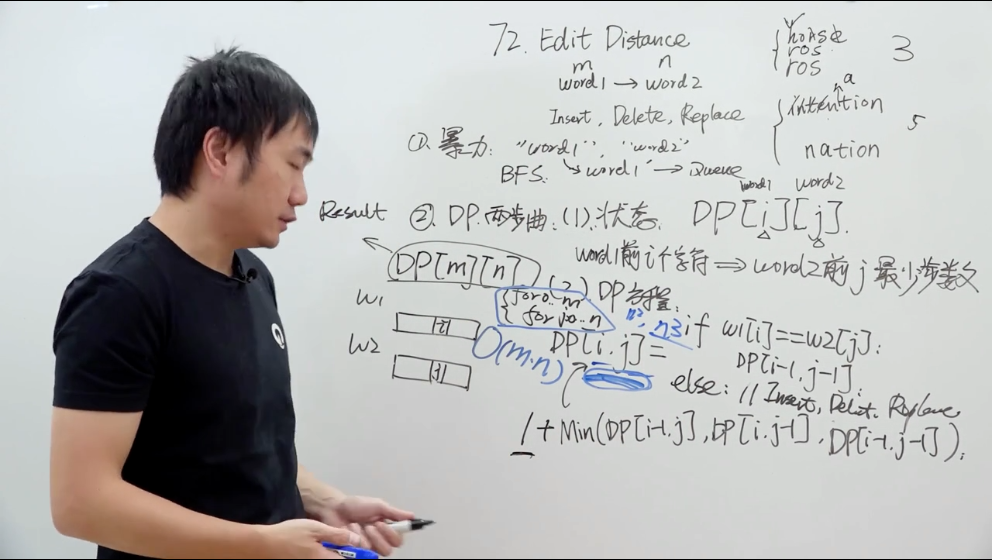 72. Edit Distance
m n
word1 → word2
Insert, Delete, Replace
horse
ros
ros
3
a
intention
nation
5
①. 暴力: "word1", "word2"
BFS. word1' → Queue
Result
②. DP. 两步曲: (1). 状态. DP[i][j].
word1 word2
word1前i个字符 ⇒ word2前j最少步数
DP[m][n]
(2) DP方程:
for 0..m
for j=0..n
n²
n³
O(m·n)
W1
W2
DP[i,j]=
if w1[i]==w2[j]:
DP[i-1,j-1]
else: // Insert, Delet. Replace
1+Min(DP[i-1,j], DP[i,j-1], DP[i-1,j-1]).